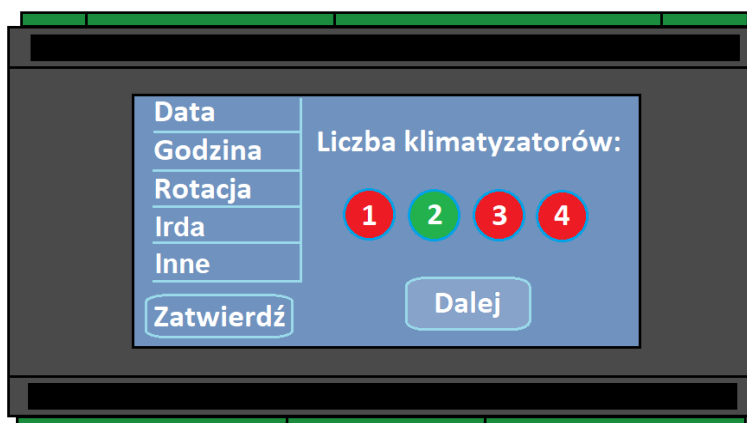 Data
Godzina
Rotacja
Irda
Inne
Zatwierdź
Liczba klimatyzatorów:
1 2 3 4
Dalej